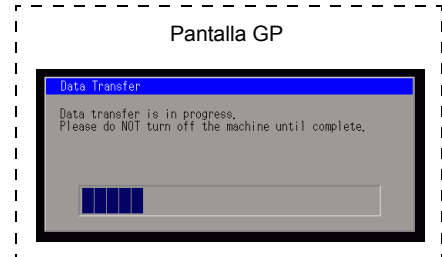 Pantalla GP
Data Transfer
Data transfer is in progress.
Please do NOT turn off the machine until complete.